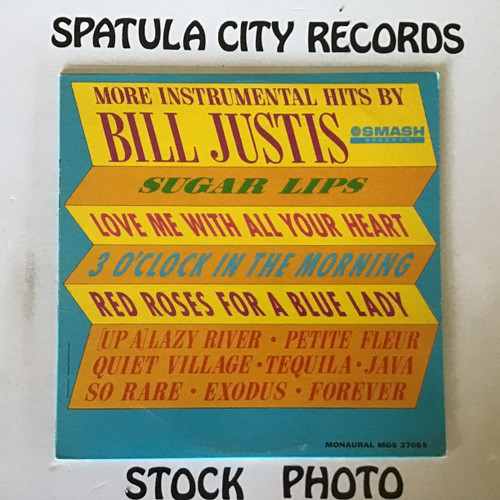 SPATULA CITY RECORDS
MORE INSTRUMENTAL HITS BY
BILL JUSTIS
SMASH
RECORDS
SUGAR LIPS
LOVE ME WITH ALL YOUR HEART
3 O'CLOCK IN THE MORNING
RED ROSES FOR A BLUE LADY
[UP A] LAZY RIVER • PETITE FLEUR
QUIET VILLAGE • TEQUILA • JAVA
SO RARE • EXODUS • FOREVER
MONAURAL MGS 27065
STOCK PHOTO